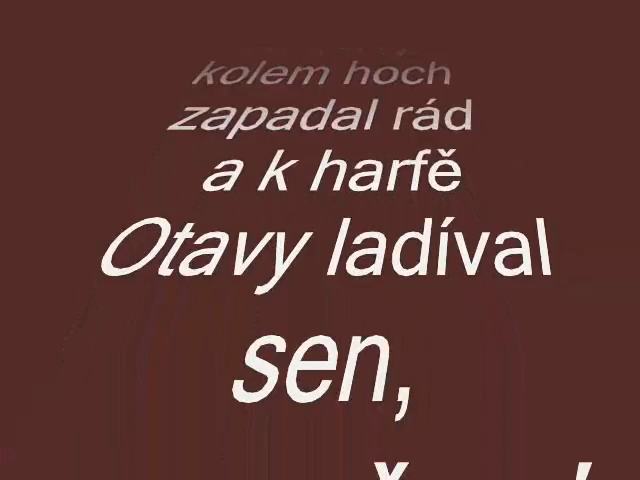 kolem hoch
zapadal rád
a k harfě
Otavy ladíval
sen,